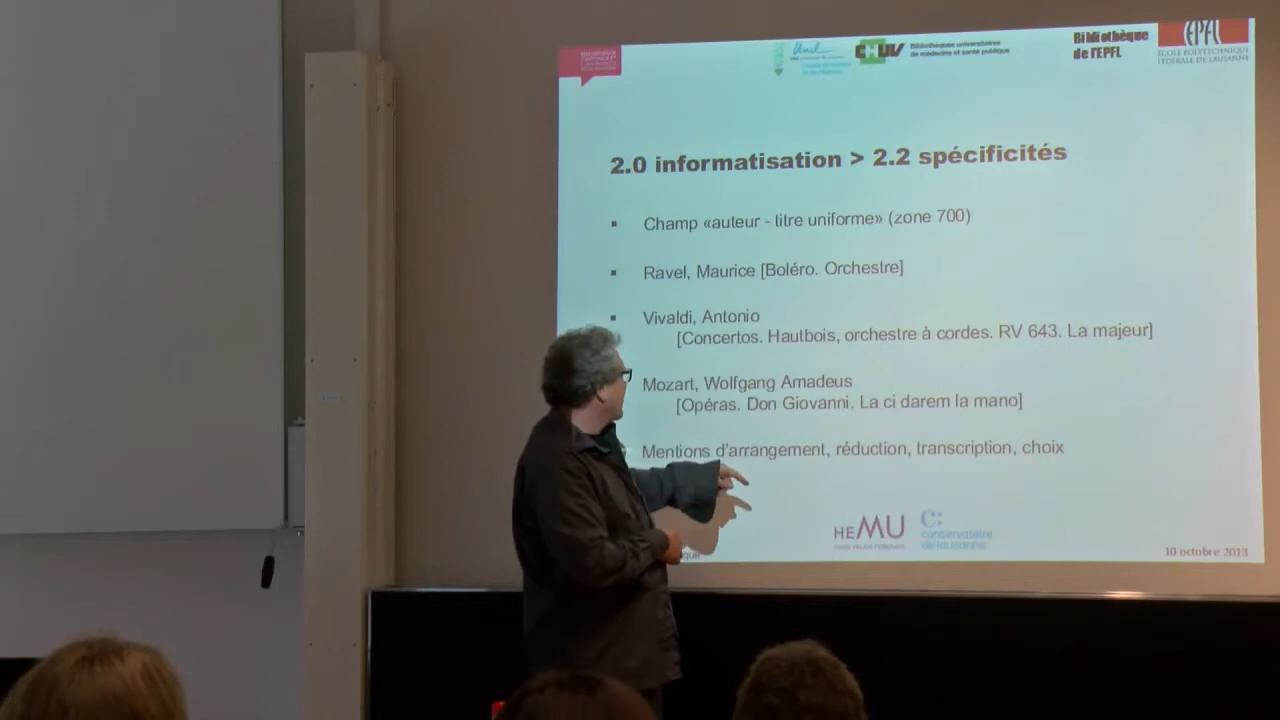 Unil
CHUV
Bibliothèques universitaires
de médecine et santé publique
Bibliothèque
de l'EPFL
EPFL
ÉCOLE POLYTECHNIQUE
FÉDÉRALE DE LAUSANNE
2.0 informatisation > 2.2 spécificités
▪ Champ «auteur - titre uniforme» (zone 700)
▪ Ravel, Maurice [Boléro. Orchestre]
▪ Vivaldi, Antonio
[Concertos. Hautbois, orchestre à cordes. RV 643. La majeur]
Mozart, Wolfgang Amadeus
[Opéras. Don Giovanni. La ci darem la mano]
Mentions d'arrangement, réduction, transcription, choix
HEMU
conservatoire
de lausanne
10 octobre 2013